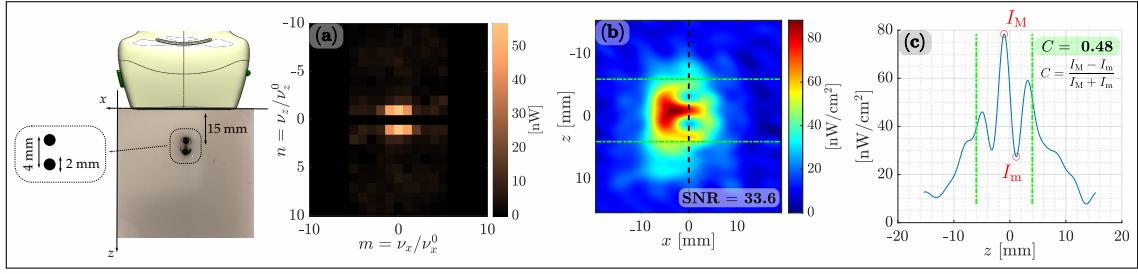 x
15 mm
4 mm
2 mm
z
(a)
-10
-5
0
5
10
n = ν_z/ν_z^0
-10
0
10
m = ν_x/ν_x^0
50
40
30
20
10
0
[nW]
(b)
-10
0
10
z [mm]
-10
0
10
x [mm]
SNR = 33.6
80
60
40
20
0
[nW/cm²]
(c)
I_M
C = 0.48
C = (I_M − I_m)/(I_M + I_m)
I_m
80
60
40
20
0
[nW/cm²]
-20
-10
0
10
20
z [mm]